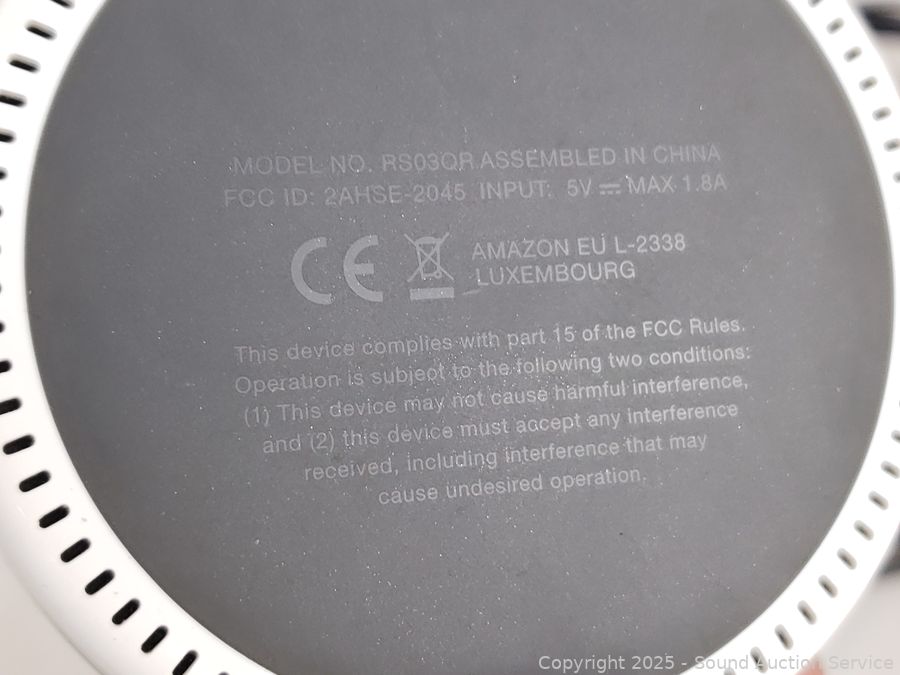 MODEL NO. RS03QR ASSEMBLED IN CHINA
FCC ID: 2AHSE-2045 INPUT: 5V ⎓ MAX 1.8A
CE
AMAZON EU L-2338
LUXEMBOURG
This device complies with part 15 of the FCC Rules.
Operation is subject to the following two conditions:
(1) This device may not cause harmful interference,
and (2) this device must accept any interference
received, including interference that may
cause undesired operation.
Copyright 2025 - Sound Auction Service